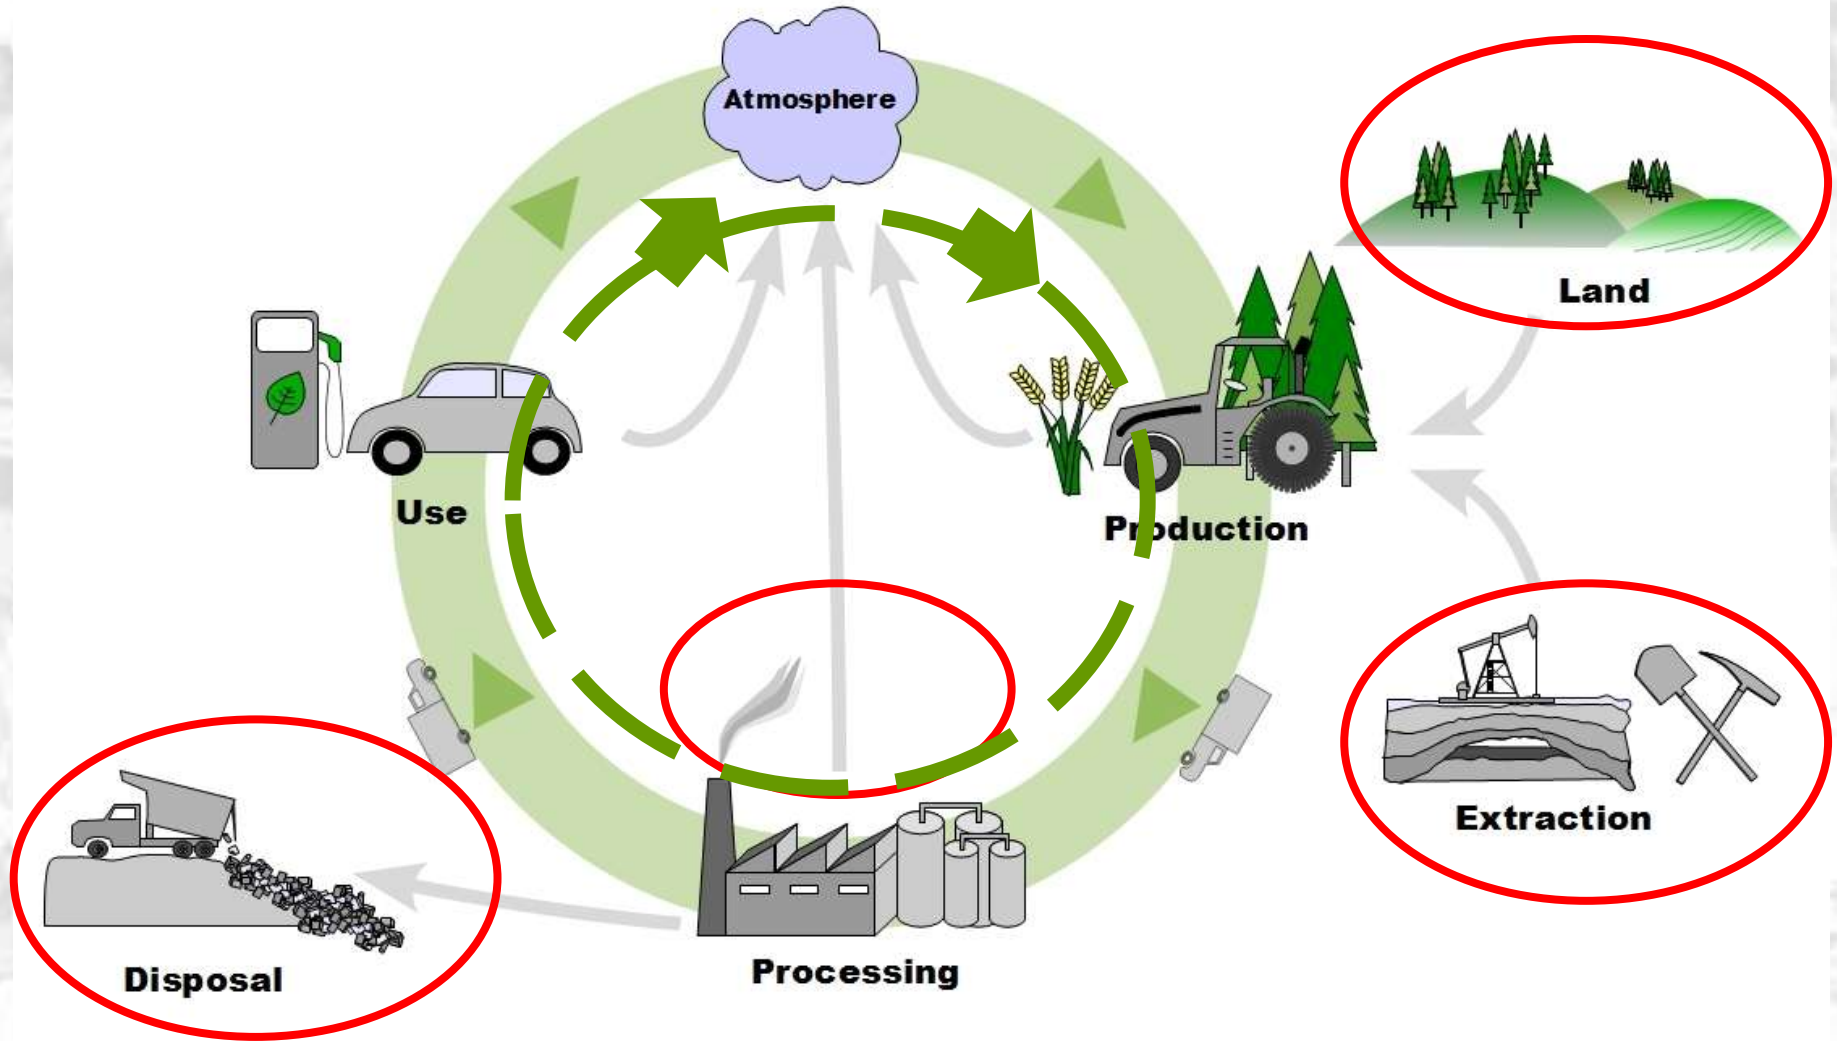 Atmosphere
Land
Use
Production
Extraction
Disposal
Processing